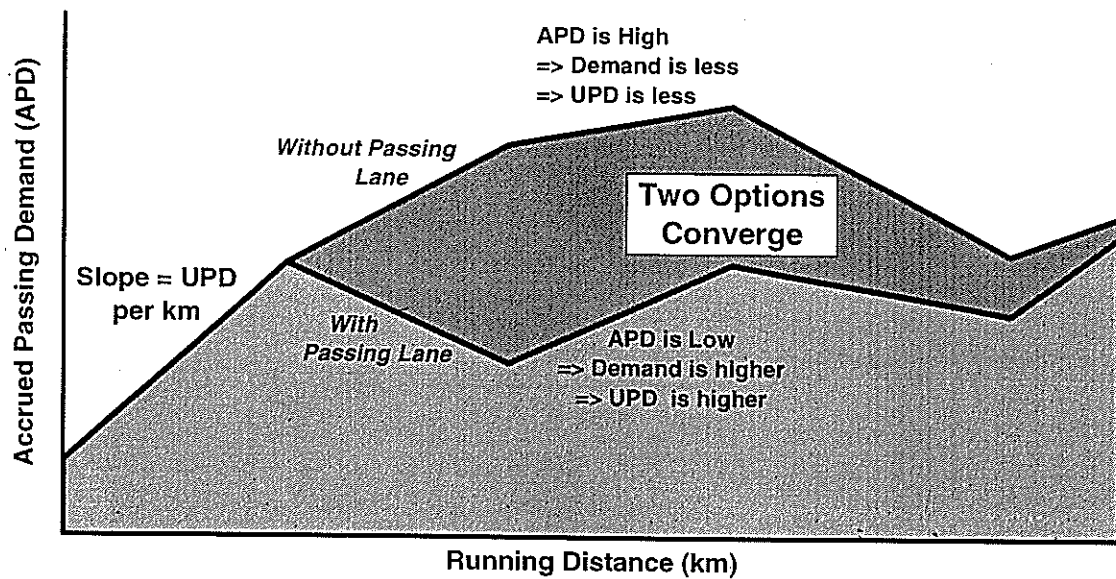 APD is High
=> Demand is less
=> UPD is less
Without Passing
Lane
Two Options
Converge
Slope = UPD
per km
With
Passing Lane
APD is Low
=> Demand is higher
=> UPD is higher
Accrued Passing Demand (APD)
Running Distance (km)